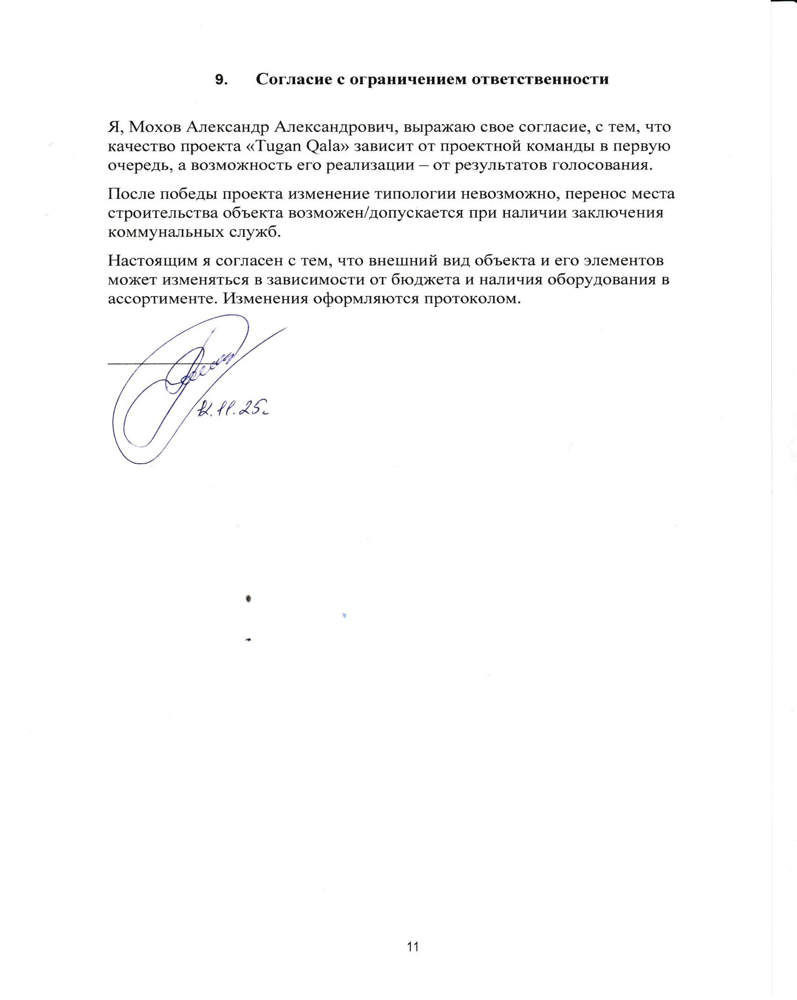 9. Согласие с ограничением ответственности
Я, Мохов Александр Александрович, выражаю свое согласие, с тем, что
качество проекта «Tugan Qala» зависит от проектной команды в первую
очередь, а возможность его реализации – от результатов голосования.
После победы проекта изменение типологии невозможно, перенос места
строительства объекта возможен/допускается при наличии заключения
коммунальных служб.
Настоящим я согласен с тем, что внешний вид объекта и его элементов
может изменяться в зависимости от бюджета и наличия оборудования в
ассортименте. Изменения оформляются протоколом.
12.11.25г
11